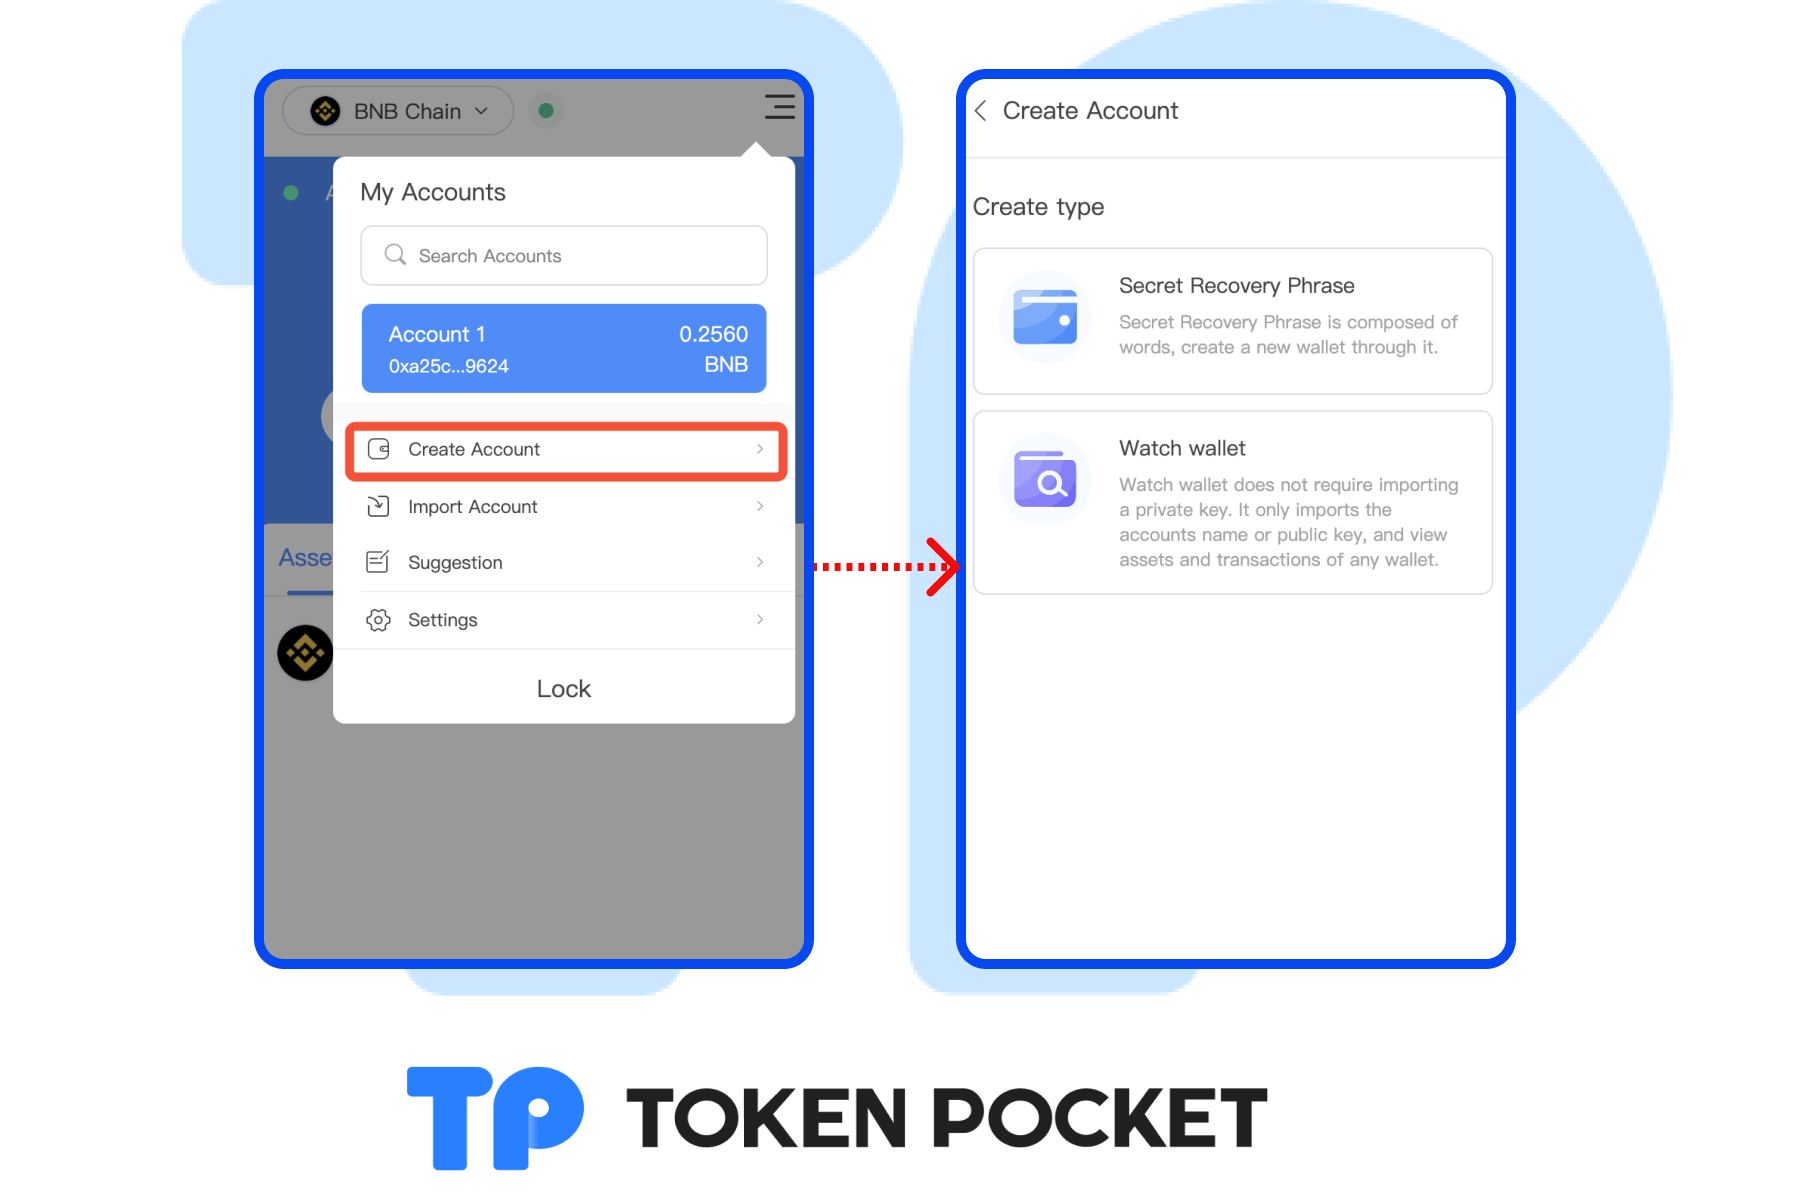 BNB Chain
My Accounts
Search Accounts
Account 1
0.2560
0xa25c...9624
BNB
Asse
Create Account
Import Account
Suggestion
Settings
Lock
Create Account
Create type
Secret Recovery Phrase
Secret Recovery Phrase is composed of
words, create a new wallet through it.
Watch wallet
Watch wallet does not require importing
a private key. It only imports the
accounts name or public key, and view
assets and transactions of any wallet.
TP TOKEN POCKET